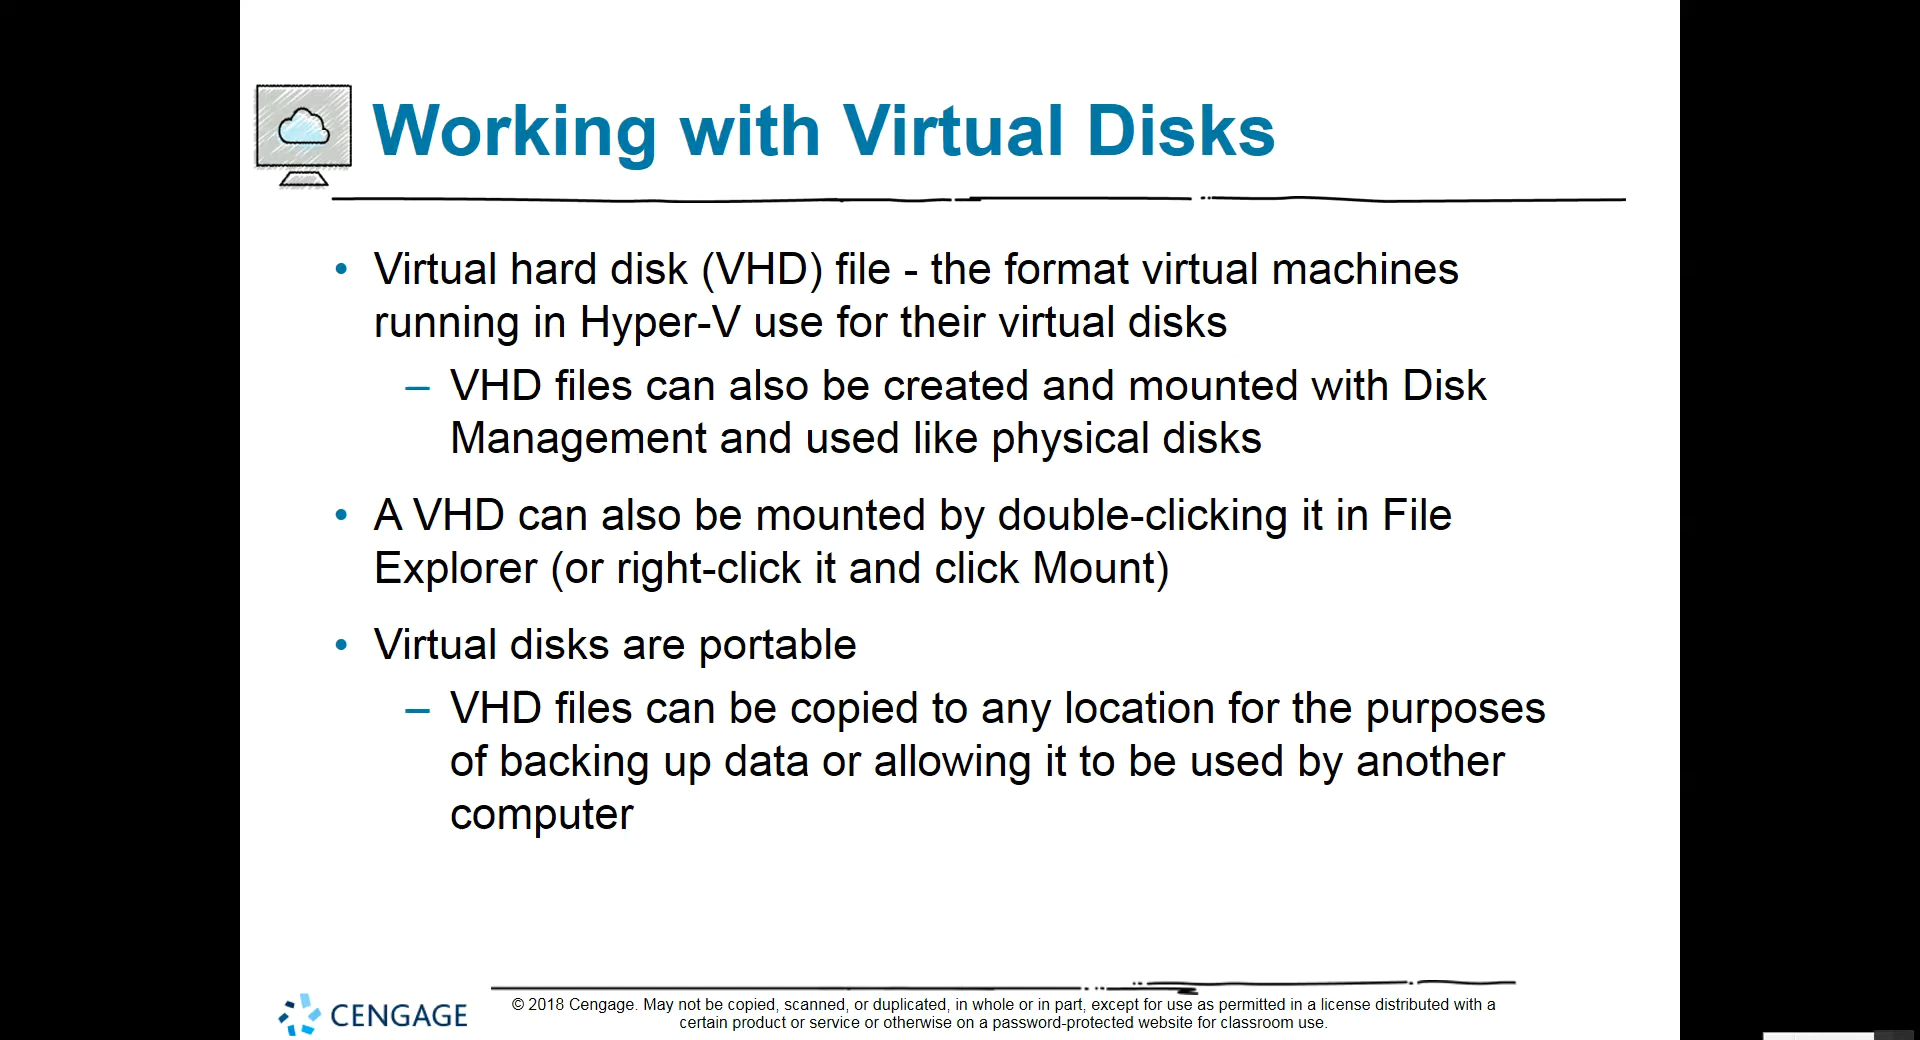 Working with Virtual Disks
• Virtual hard disk (VHD) file - the format virtual machines
running in Hyper-V use for their virtual disks
– VHD files can also be created and mounted with Disk
Management and used like physical disks
• A VHD can also be mounted by double-clicking it in File
Explorer (or right-click it and click Mount)
• Virtual disks are portable
– VHD files can be copied to any location for the purposes
of backing up data or allowing it to be used by another
computer
CENGAGE
© 2018 Cengage. May not be copied, scanned, or duplicated, in whole or in part, except for use as permitted in a license distributed with a
certain product or service or otherwise on a password-protected website for classroom use.